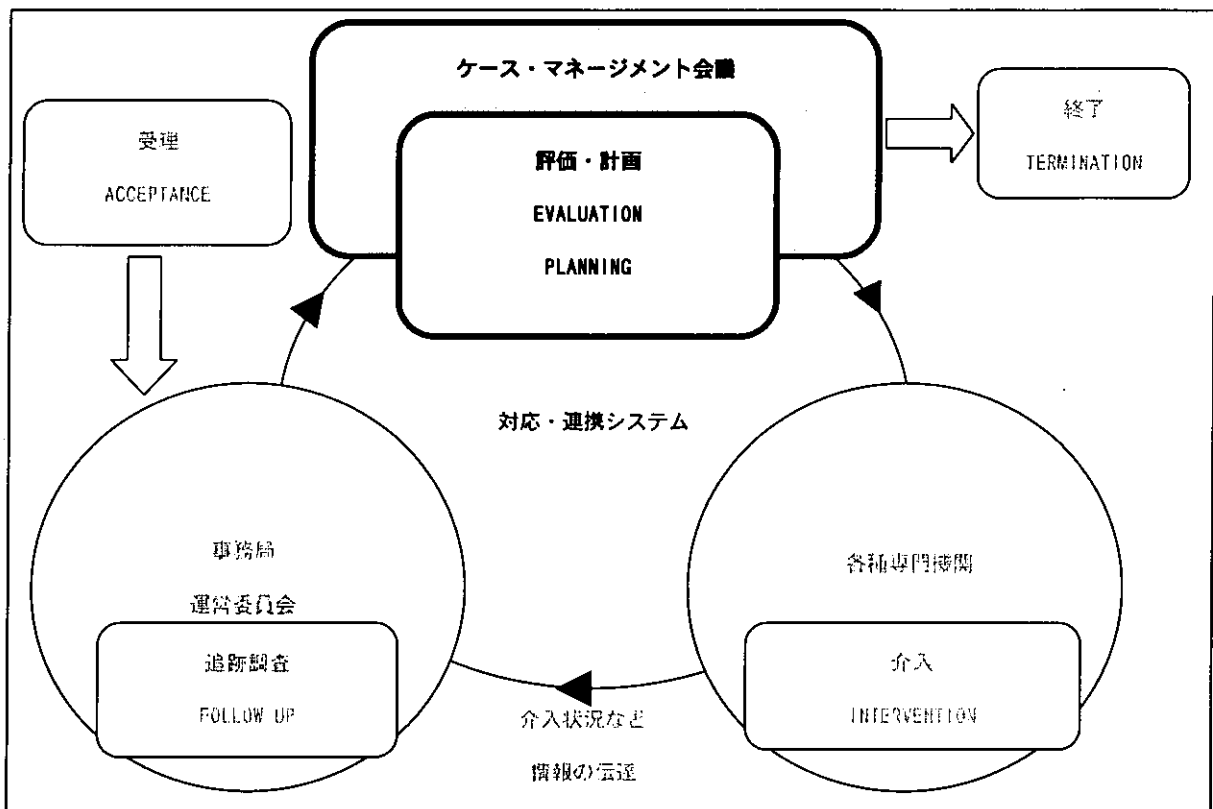 ケース・マネージメント会議
受理
ACCEPTANCE
評価・計画
EVALUATION
PLANNING
終了
TERMINATION
対応・連携システム
事務局
運営委員会
追跡調査
FOLLOW UP
各種専門機関
介入
INTERVENTION
介入状況など
情報の伝達